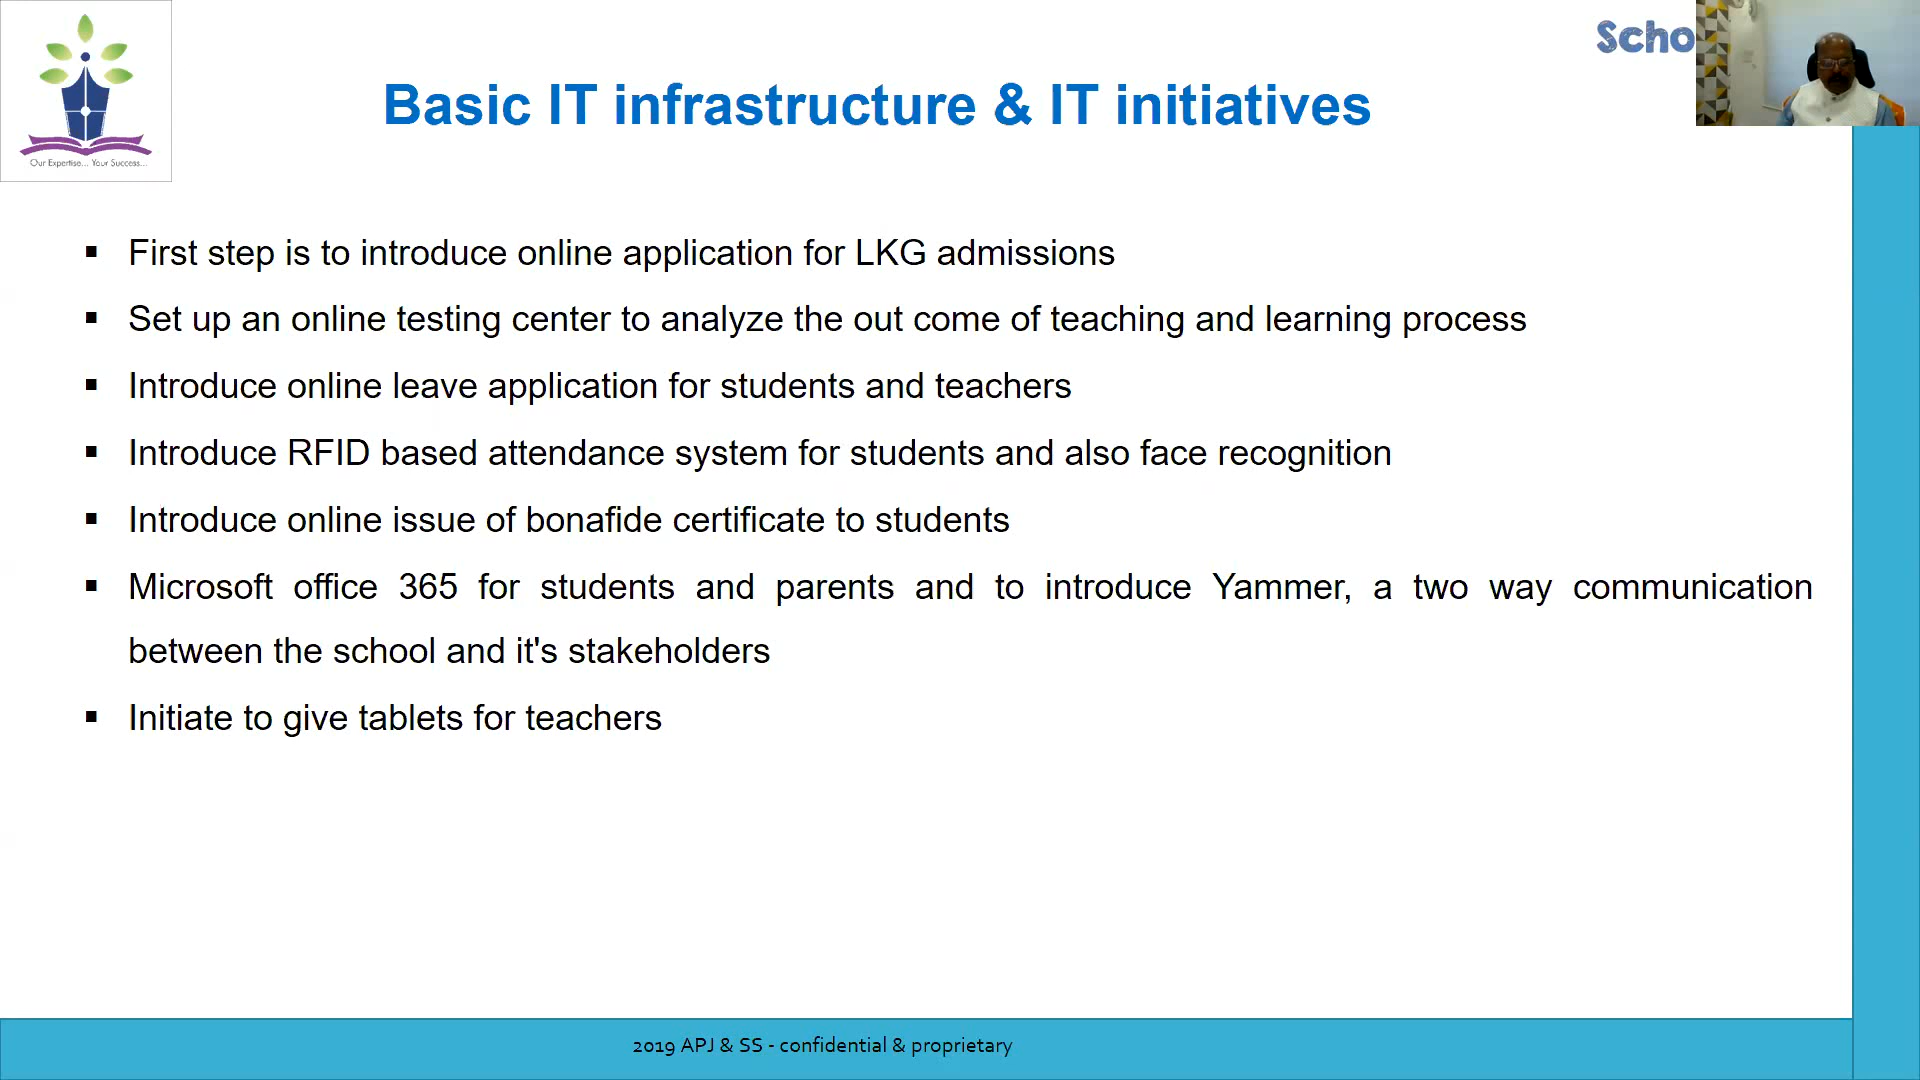 Scho
Basic IT infrastructure & IT initiatives
Our Expertise... Your Success...
▪ First step is to introduce online application for LKG admissions
▪ Set up an online testing center to analyze the out come of teaching and learning process
▪ Introduce online leave application for students and teachers
▪ Introduce RFID based attendance system for students and also face recognition
▪ Introduce online issue of bonafide certificate to students
▪ Microsoft office 365 for students and parents and to introduce Yammer, a two way communication
between the school and it's stakeholders
▪ Initiate to give tablets for teachers
2019 APJ & SS - confidential & proprietary